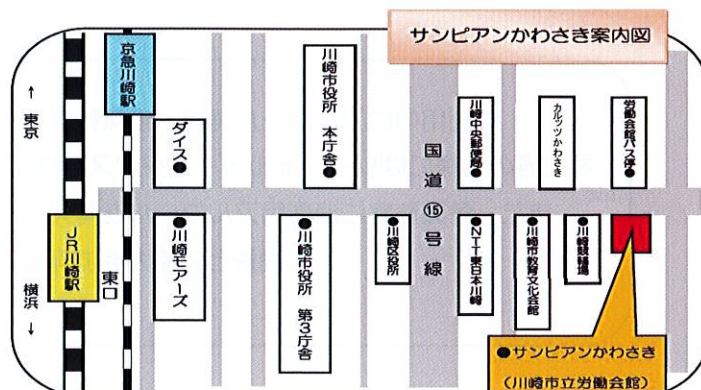 サンピアンかわさき案内図
↑
東京
横浜
↓
JR川崎駅
東口
京急川崎駅
ダイス●
●川崎モアーズ
川崎市役所 本庁舎●
●川崎市役所 第3庁舎
●川崎区役所
国道⑮号線
川崎中央郵便局●
●NTT東日本川崎
カルッツかわさき
●川崎市教育文化会館
●川崎競輪場
労働会館バス停●
●サンピアンかわさき
(川崎市立労働会館)